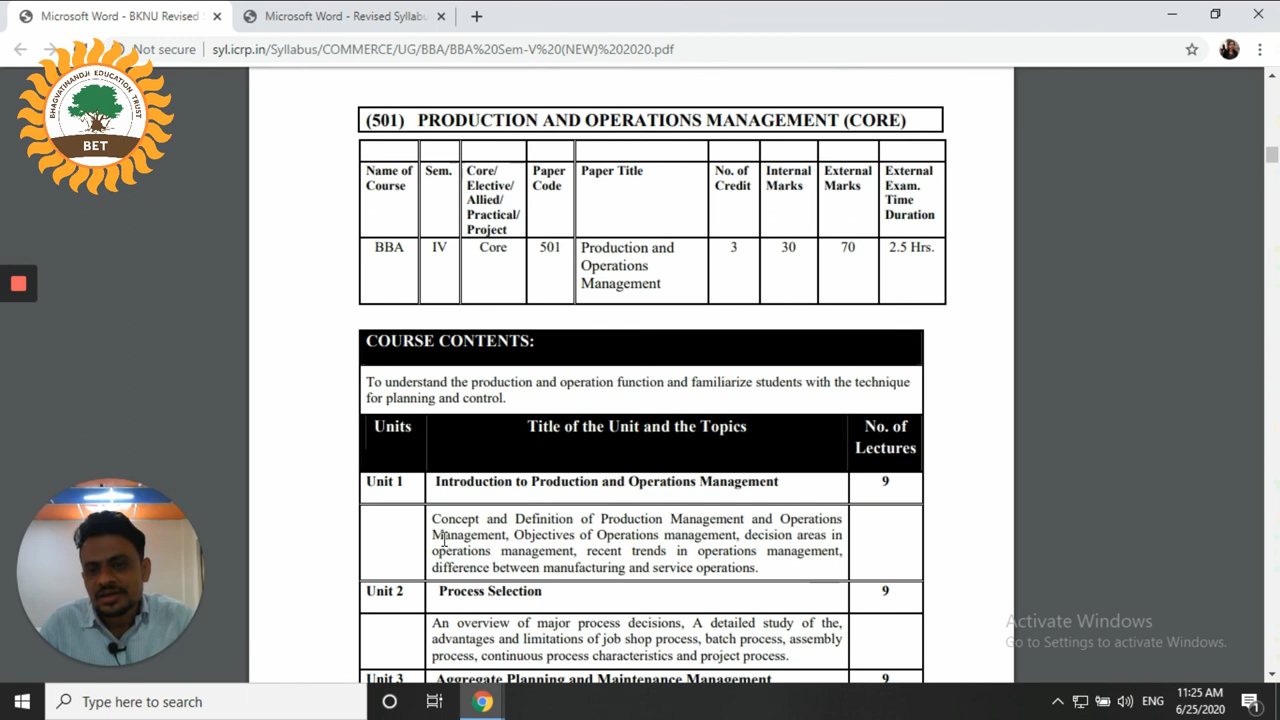 Microsoft Word - BKNU Revised
Microsoft Word - Revised Syllabu
Not secure
syl.icrp.in/Syllabus/COMMERCE/UG/BBA/BBA%20Sem-V%20(NEW)%202020.pdf
BHAGVATINANDJI EDUCATION TRUST
BET
(501) PRODUCTION AND OPERATIONS MANAGEMENT (CORE)
Name of Course
Sem.
Core/ Elective/ Allied/ Practical/ Project
Paper Code
Paper Title
No. of Credit
Internal Marks
External Marks
External Exam. Time Duration
BBA
IV
Core
501
Production and Operations Management
3
30
70
2.5 Hrs.
COURSE CONTENTS:
To understand the production and operation function and familiarize students with the technique
for planning and control.
Units
Title of the Unit and the Topics
No. of Lectures
Unit 1
Introduction to Production and Operations Management
9
Concept and Definition of Production Management and Operations
Management, Objectives of Operations management, decision areas in
operations management, recent trends in operations management,
difference between manufacturing and service operations.
Unit 2
Process Selection
9
An overview of major process decisions, A detailed study of the,
advantages and limitations of job shop process, batch process, assembly
process, continuous process characteristics and project process.
Unit 3
Aggregate Planning and Maintenance Management
9
Activate Windows
Go to Settings to activate Windows.
Type here to search
ENG
11:25 AM
6/25/2020
1